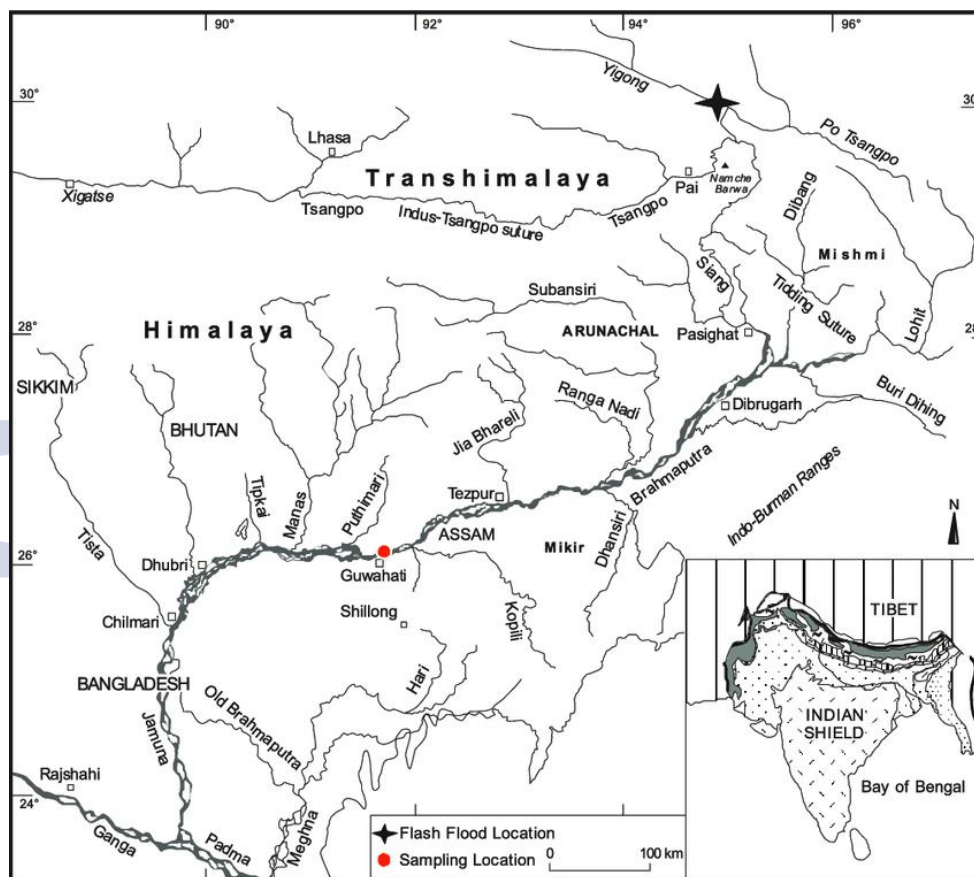 90°
92°
94°
96°
30°
30
Yigong
Po Tsangpo
Lhasa
Transhimalaya
Xigatse
Tsangpo
Indus-Tsangpo suture
Tsangpo
Pai
Namche
Barwa
Dibang
Mishmi
Siang
Tidding Suture
Lohit
Subansiri
28°
28
Himalaya
ARUNACHAL
Pasighat
SIKKIM
BHUTAN
Ranga Nadi
Dibrugarh
Buri Dihing
Jia Bhareli
Tipkai
Manas
Puthimari
Tezpur
Brahmaputra
Indo-Burman Ranges
N
Tista
ASSAM
Mikir
Dhansiri
26°
Dhubri
Guwahati
Kopili
Chilmari
Shillong
Hari
BANGLADESH
Old Brahmaputra
Jamuna
TIBET
INDIAN
SHIELD
Bay of Bengal
Rajshahi
24°
Ganga
Padma
Meghna
Flash Flood Location
Sampling Location
0
100 km